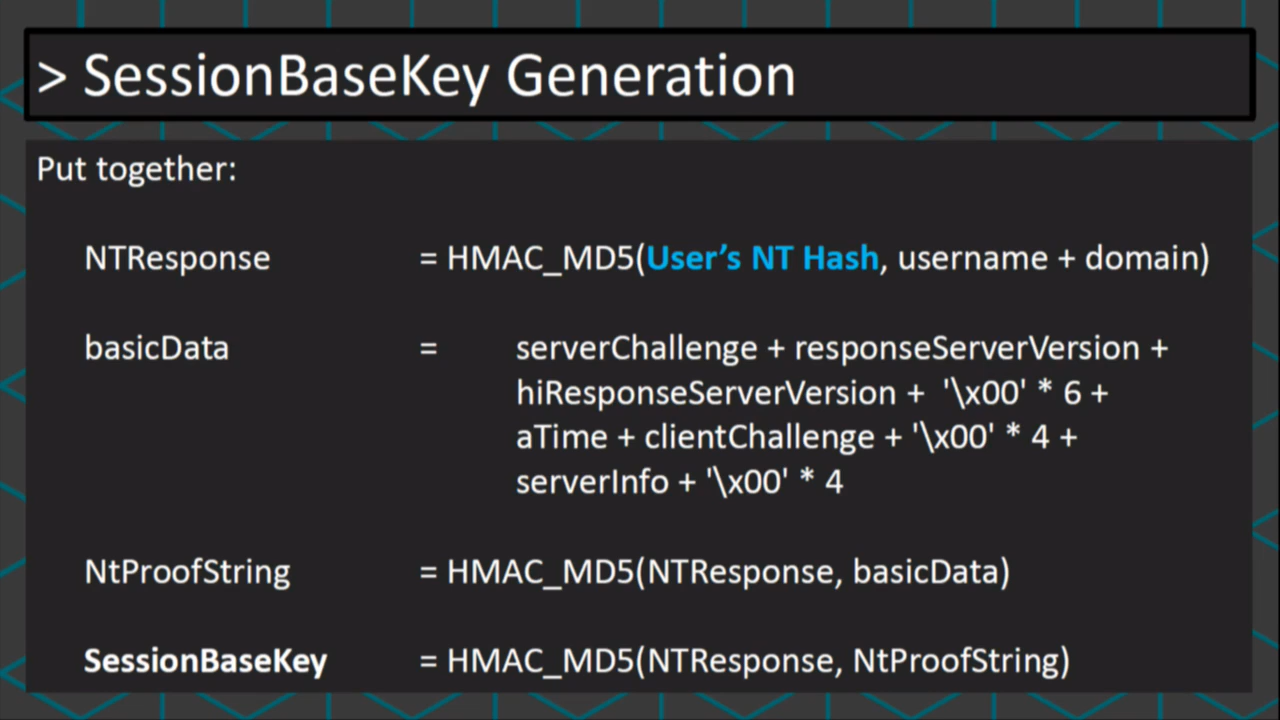 > SessionBaseKey Generation
Put together:
NTResponse = HMAC_MD5(User’s NT Hash, username + domain)
basicData = serverChallenge + responseServerVersion +
hiResponseServerVersion + '\x00' * 6 +
aTime + clientChallenge + '\x00' * 4 +
serverInfo + '\x00' * 4
NtProofString = HMAC_MD5(NTResponse, basicData)
SessionBaseKey = HMAC_MD5(NTResponse, NtProofString)